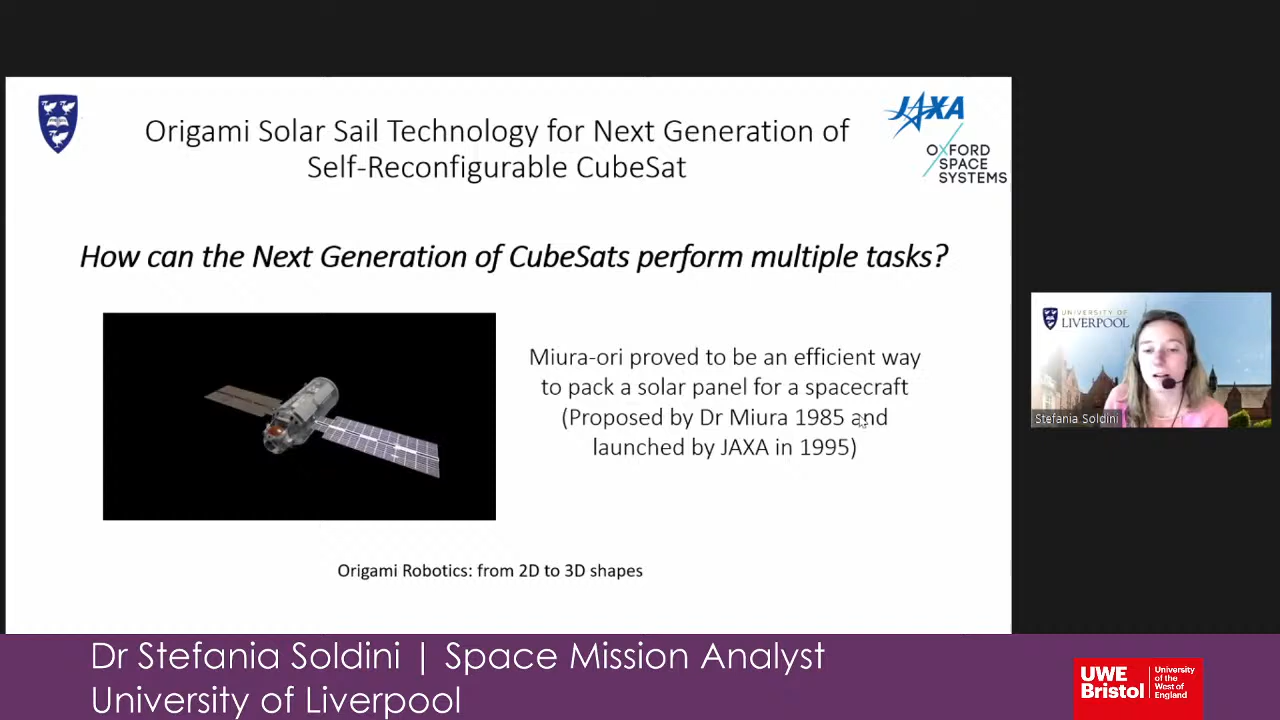 Origami Solar Sail Technology for Next Generation of
Self-Reconfigurable CubeSat
JAXA
OXFORD
SPACE
SYSTEMS
How can the Next Generation of CubeSats perform multiple tasks?
Miura-ori proved to be an efficient way
to pack a solar panel for a spacecraft
(Proposed by Dr Miura 1985 and
launched by JAXA in 1995)
Origami Robotics: from 2D to 3D shapes
UNIVERSITY OF
LIVERPOOL
Stefania Soldini
Dr Stefania Soldini | Space Mission Analyst
University of Liverpool
UWE
Bristol
University
of the
West of
England